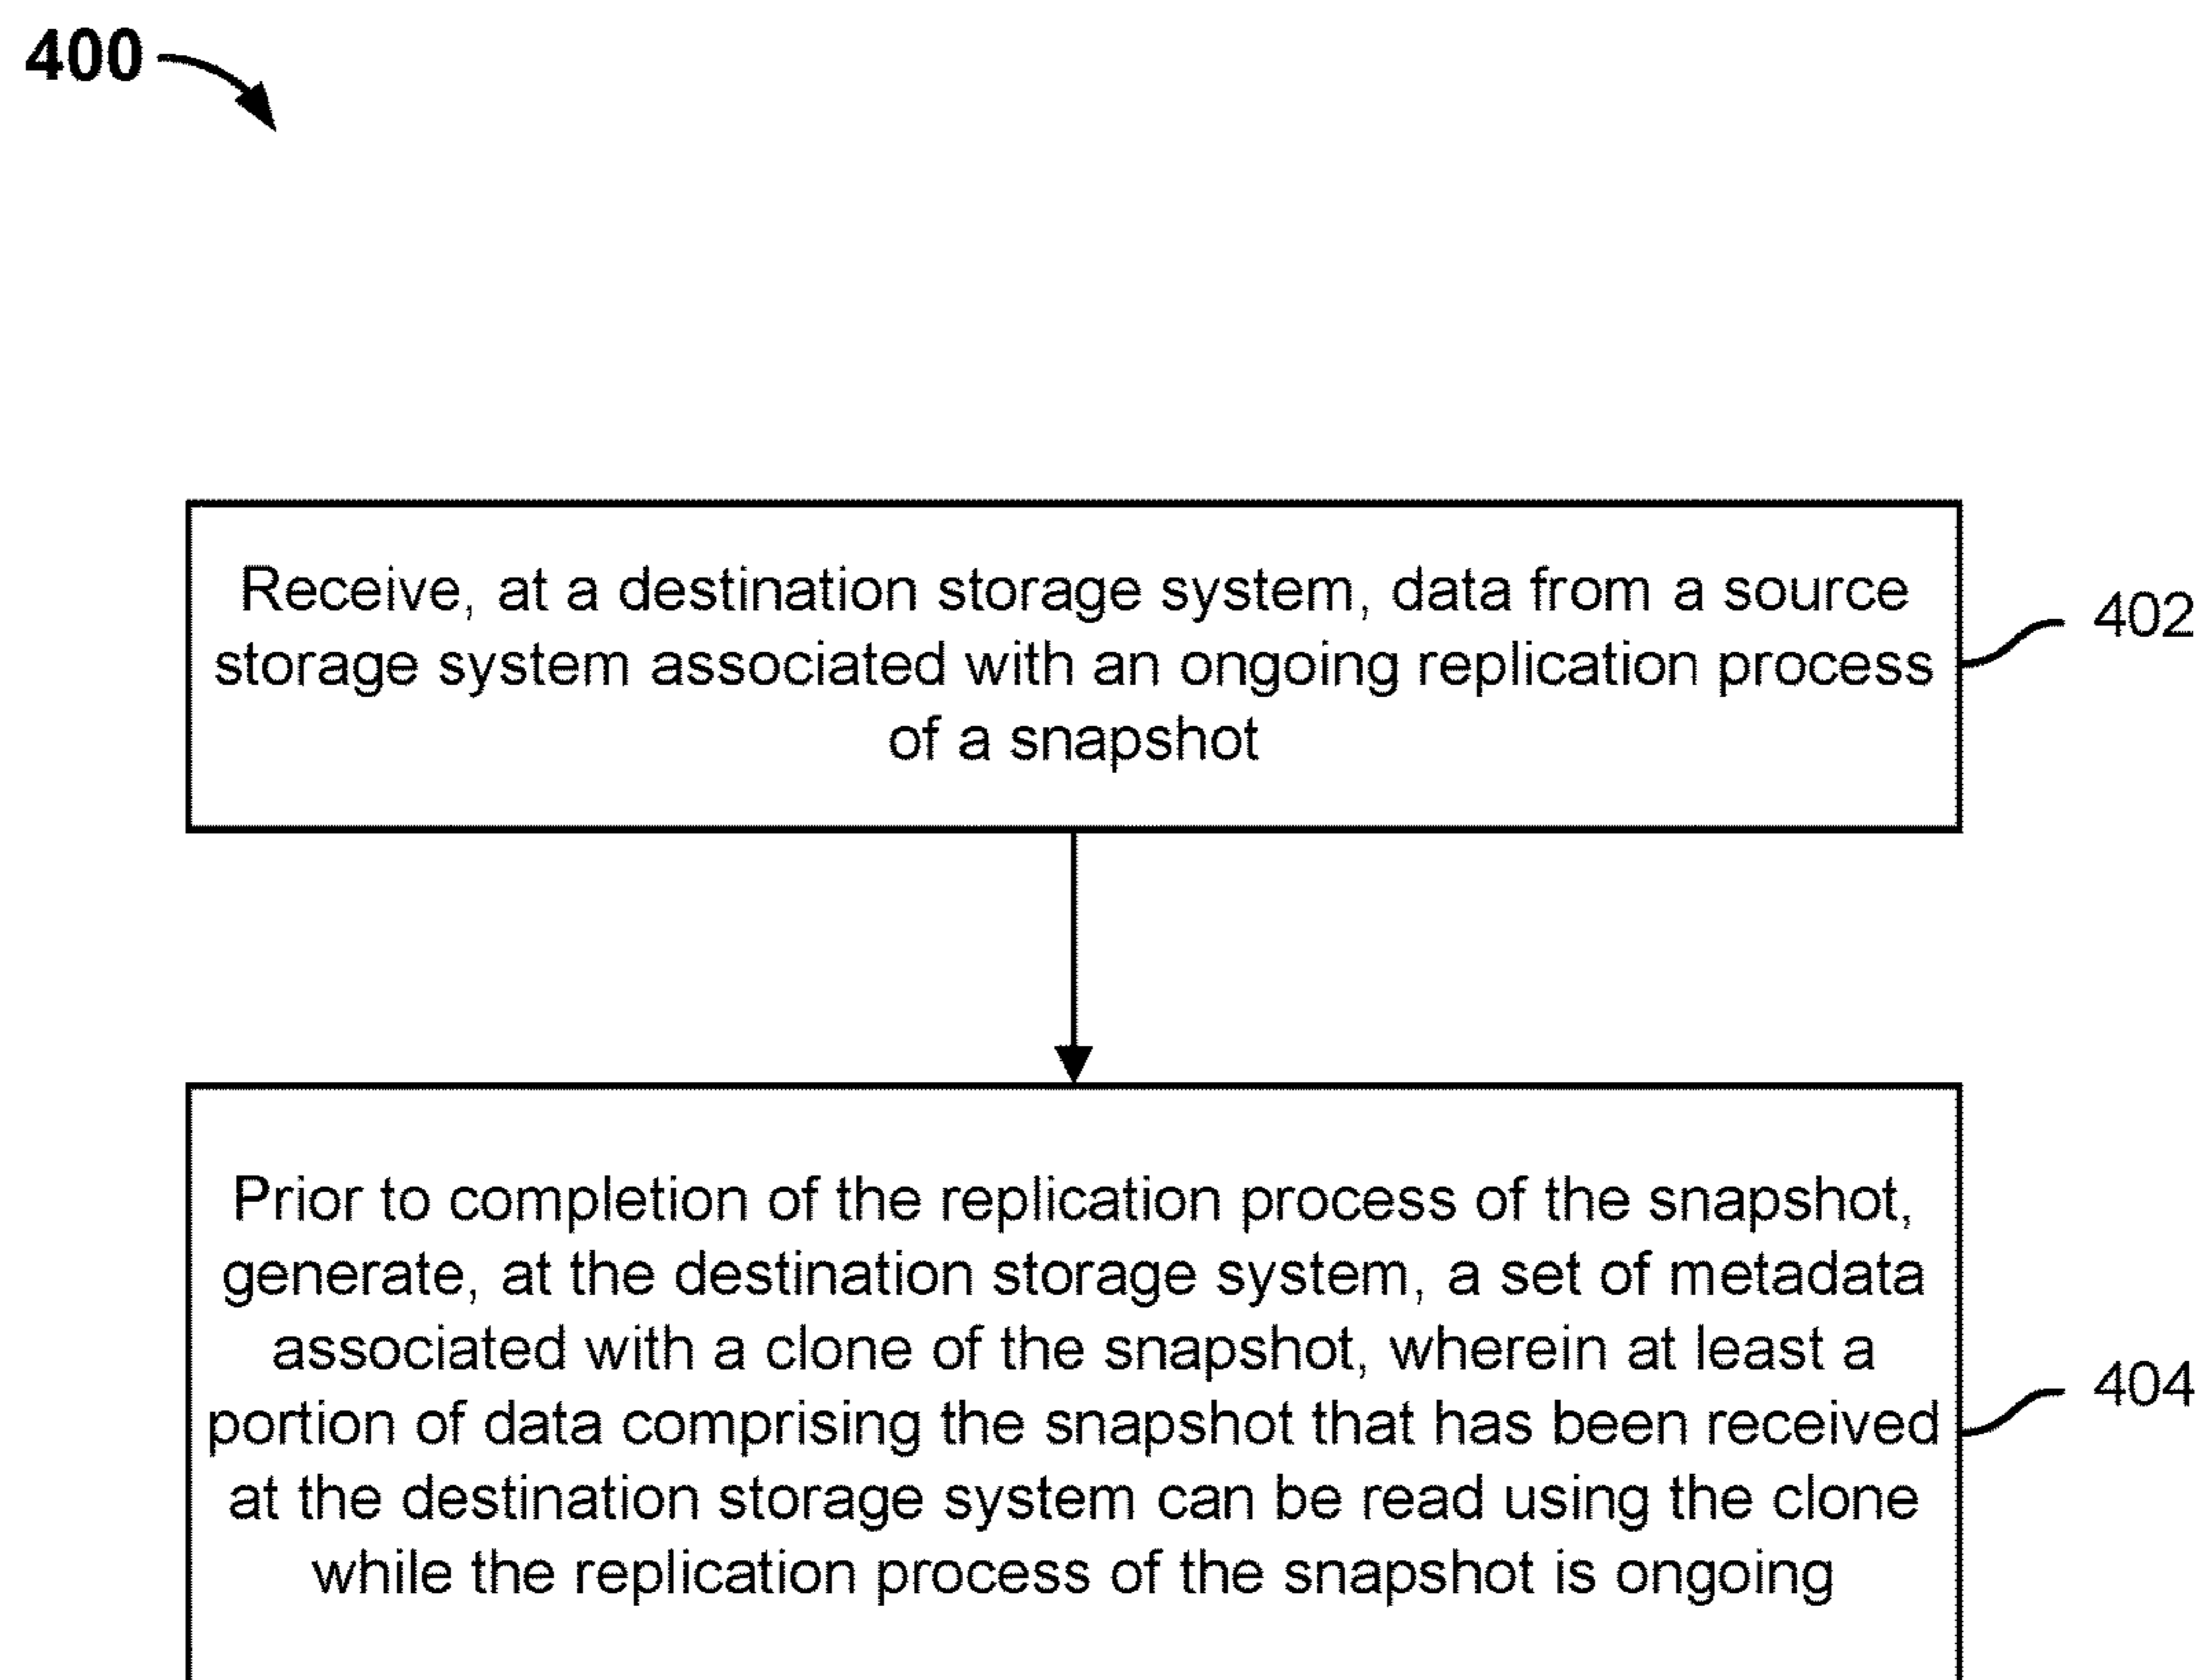 400
Receive, at a destination storage system, data from a source
storage system associated with an ongoing replication process
of a snapshot
402
Prior to completion of the replication process of the snapshot,
generate, at the destination storage system, a set of metadata
associated with a clone of the snapshot, wherein at least a
portion of data comprising the snapshot that has been received
at the destination storage system can be read using the clone
while the replication process of the snapshot is ongoing
404